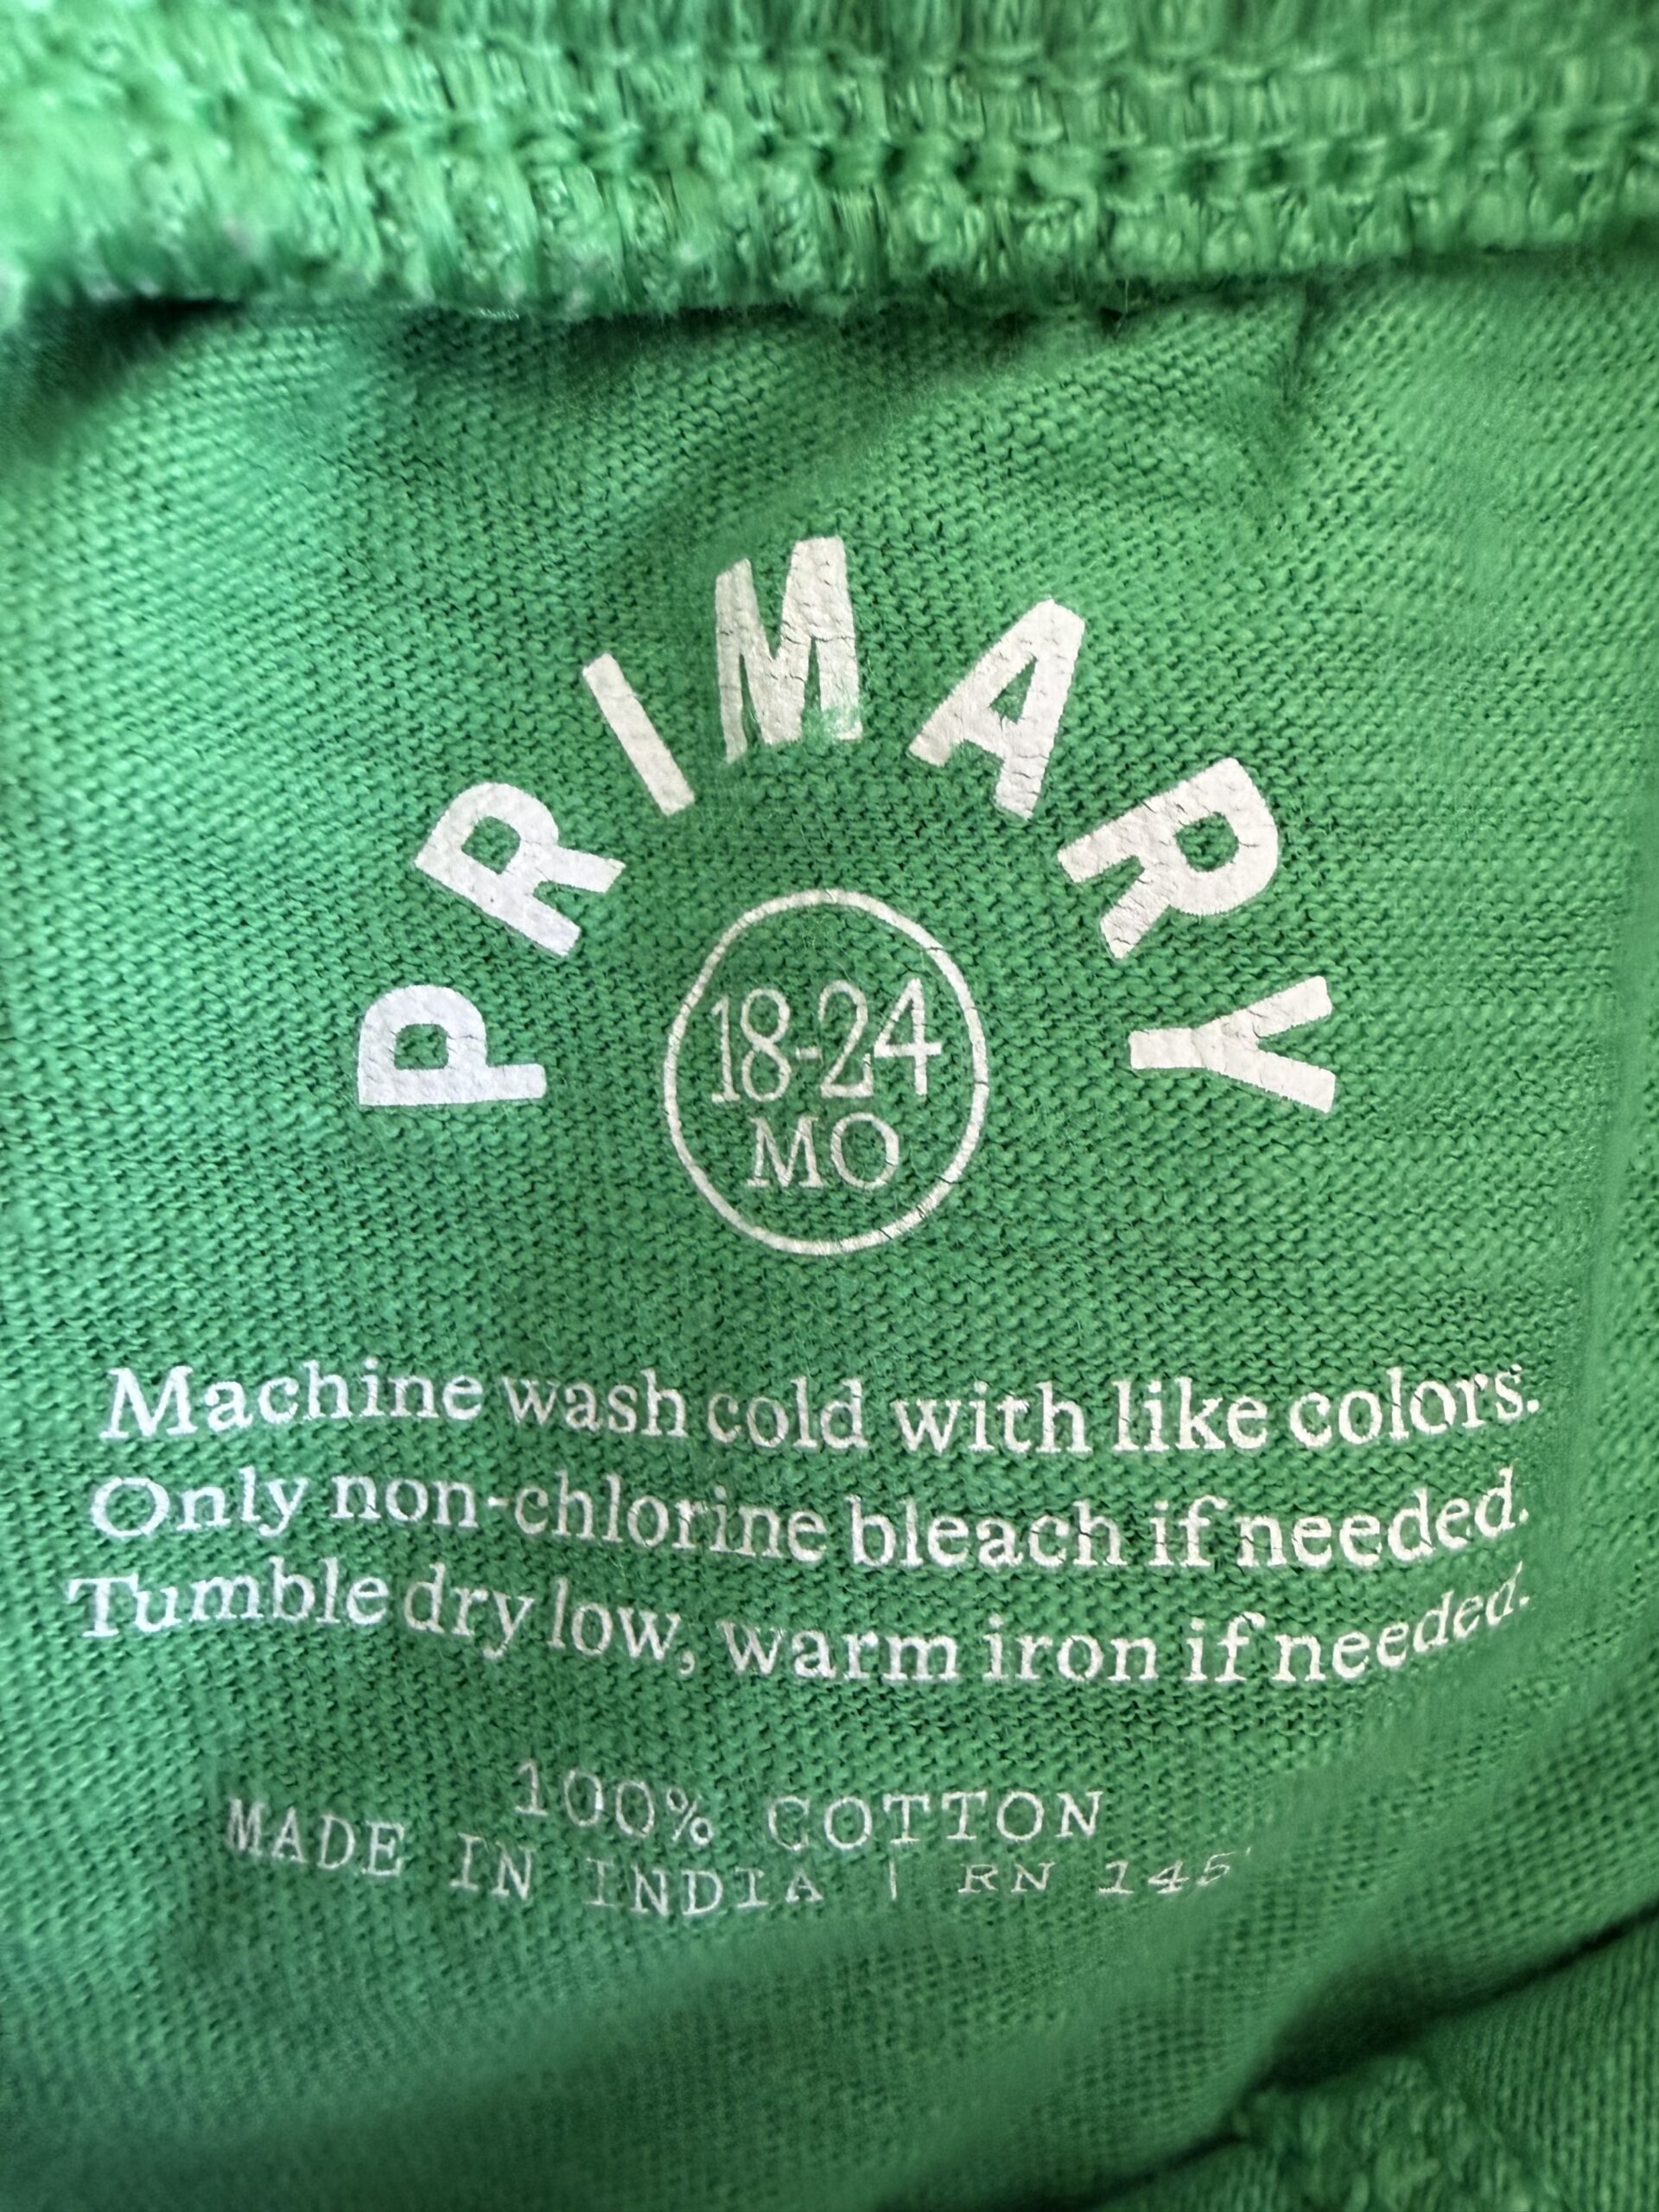 PRIMARY
18-24
MO
Machine wash cold with like colors.
Only non-chlorine bleach if needed.
Tumble dry low, warm iron if needed.
100% COTTON
MADE IN INDIA | RN